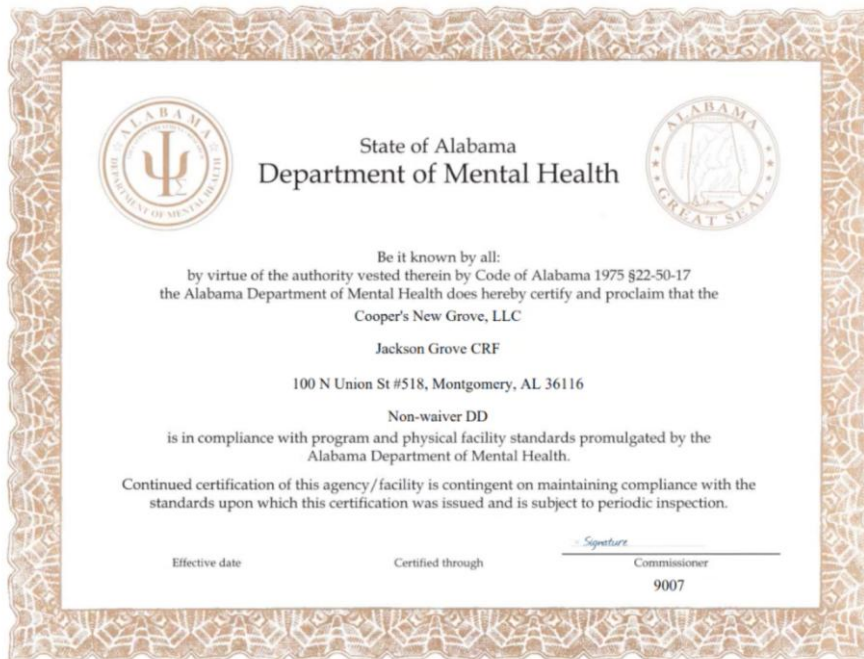 ALABAMA
DEPARTMENT OF MENTAL HEALTH
State of Alabama
Department of Mental Health
ALABAMA
GREAT SEAL
Be it known by all:
by virtue of the authority vested therein by Code of Alabama 1975 §22-50-17
the Alabama Department of Mental Health does hereby certify and proclaim that the
Cooper's New Grove, LLC
Jackson Grove CRF
100 N Union St #518, Montgomery, AL 36116
Non-waiver DD
is in compliance with program and physical facility standards promulgated by the
Alabama Department of Mental Health.
Continued certification of this agency/facility is contingent on maintaining compliance with the
standards upon which this certification was issued and is subject to periodic inspection.
Signature
Effective date
Certified through
Commissioner
9007